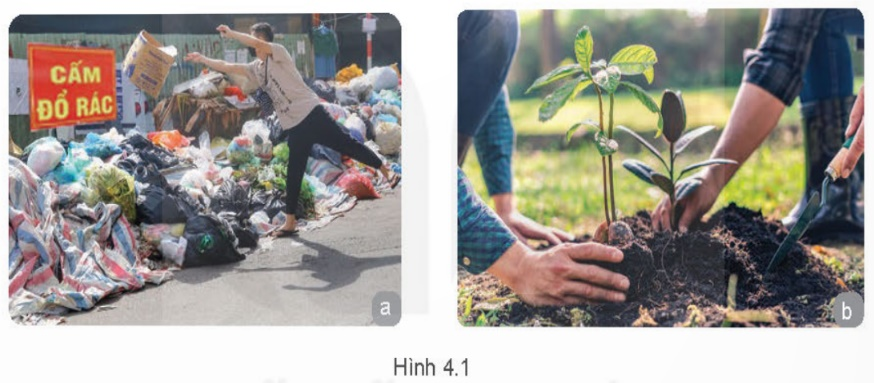 CẤM
ĐỔ RÁC
a
b
Hình 4.1